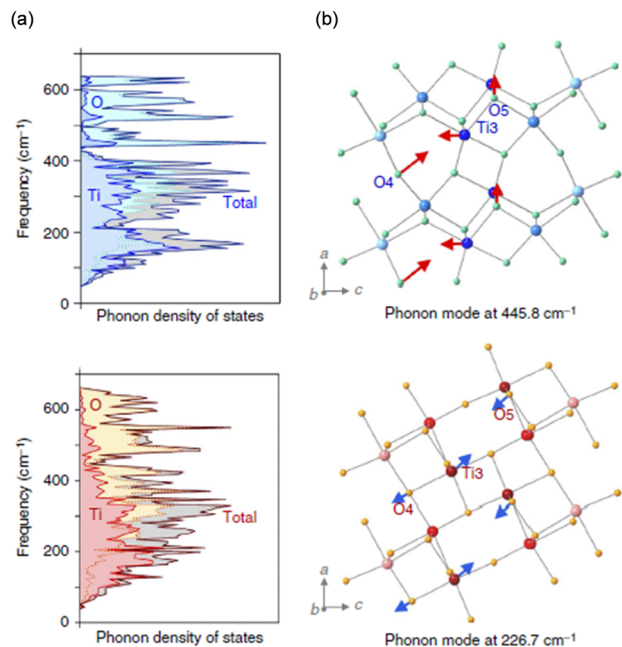 (a)
(b)
600
400
200
0
Frequency (cm⁻¹)
O
Ti
Total
Phonon density of states
O5
Ti3
O4
a
b
c
Phonon mode at 445.8 cm⁻¹
600
400
200
0
Frequency (cm⁻¹)
O
Ti
Total
Phonon density of states
O5
Ti3
O4
a
b
c
Phonon mode at 226.7 cm⁻¹